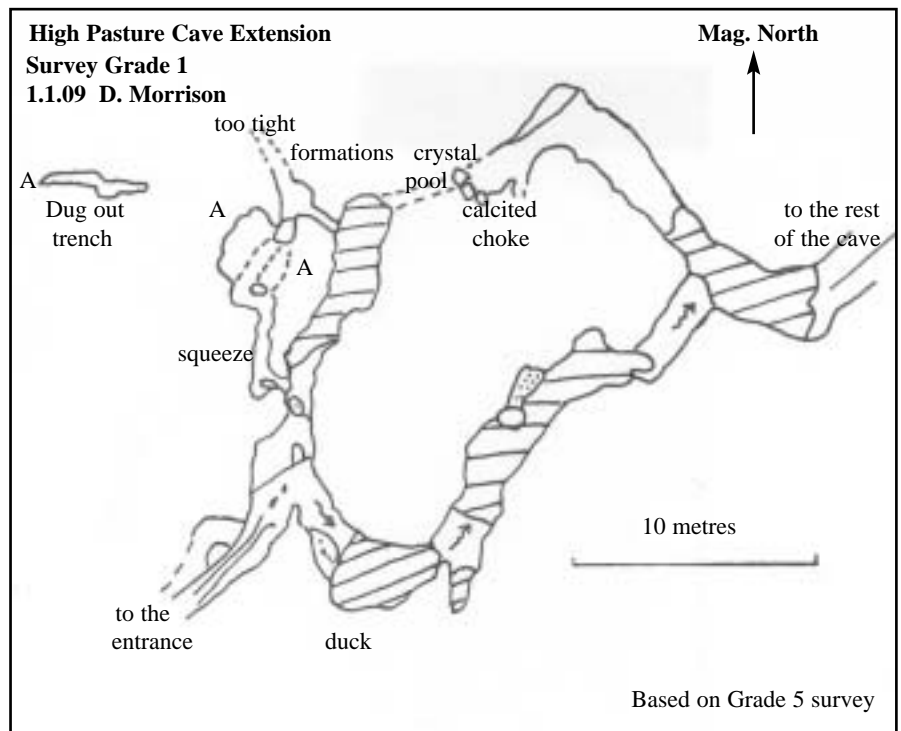 High Pasture Cave Extension
Mag. North
Survey Grade 1
1.1.09 D. Morrison
too tight
formations
crystal
pool
A
Dug out
trench
A
calcited
choke
to the rest
of the cave
A
squeeze
10 metres
to the
entrance
duck
Based on Grade 5 survey